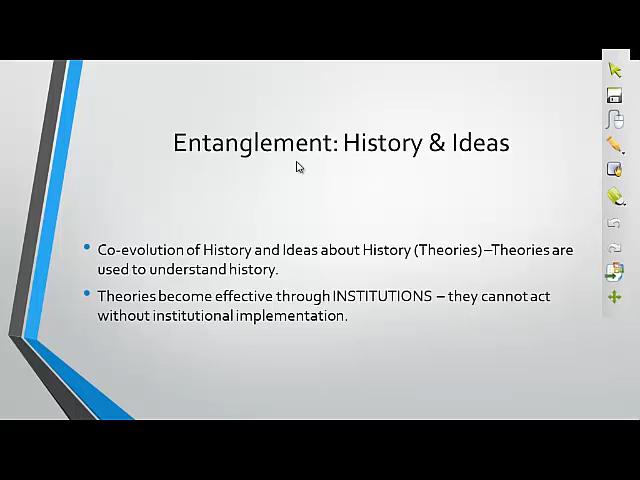 Entanglement: History & Ideas
Co-evolution of History and Ideas about History (Theories) –Theories are
used to understand history.
Theories become effective through INSTITUTIONS – they cannot act
without institutional implementation.